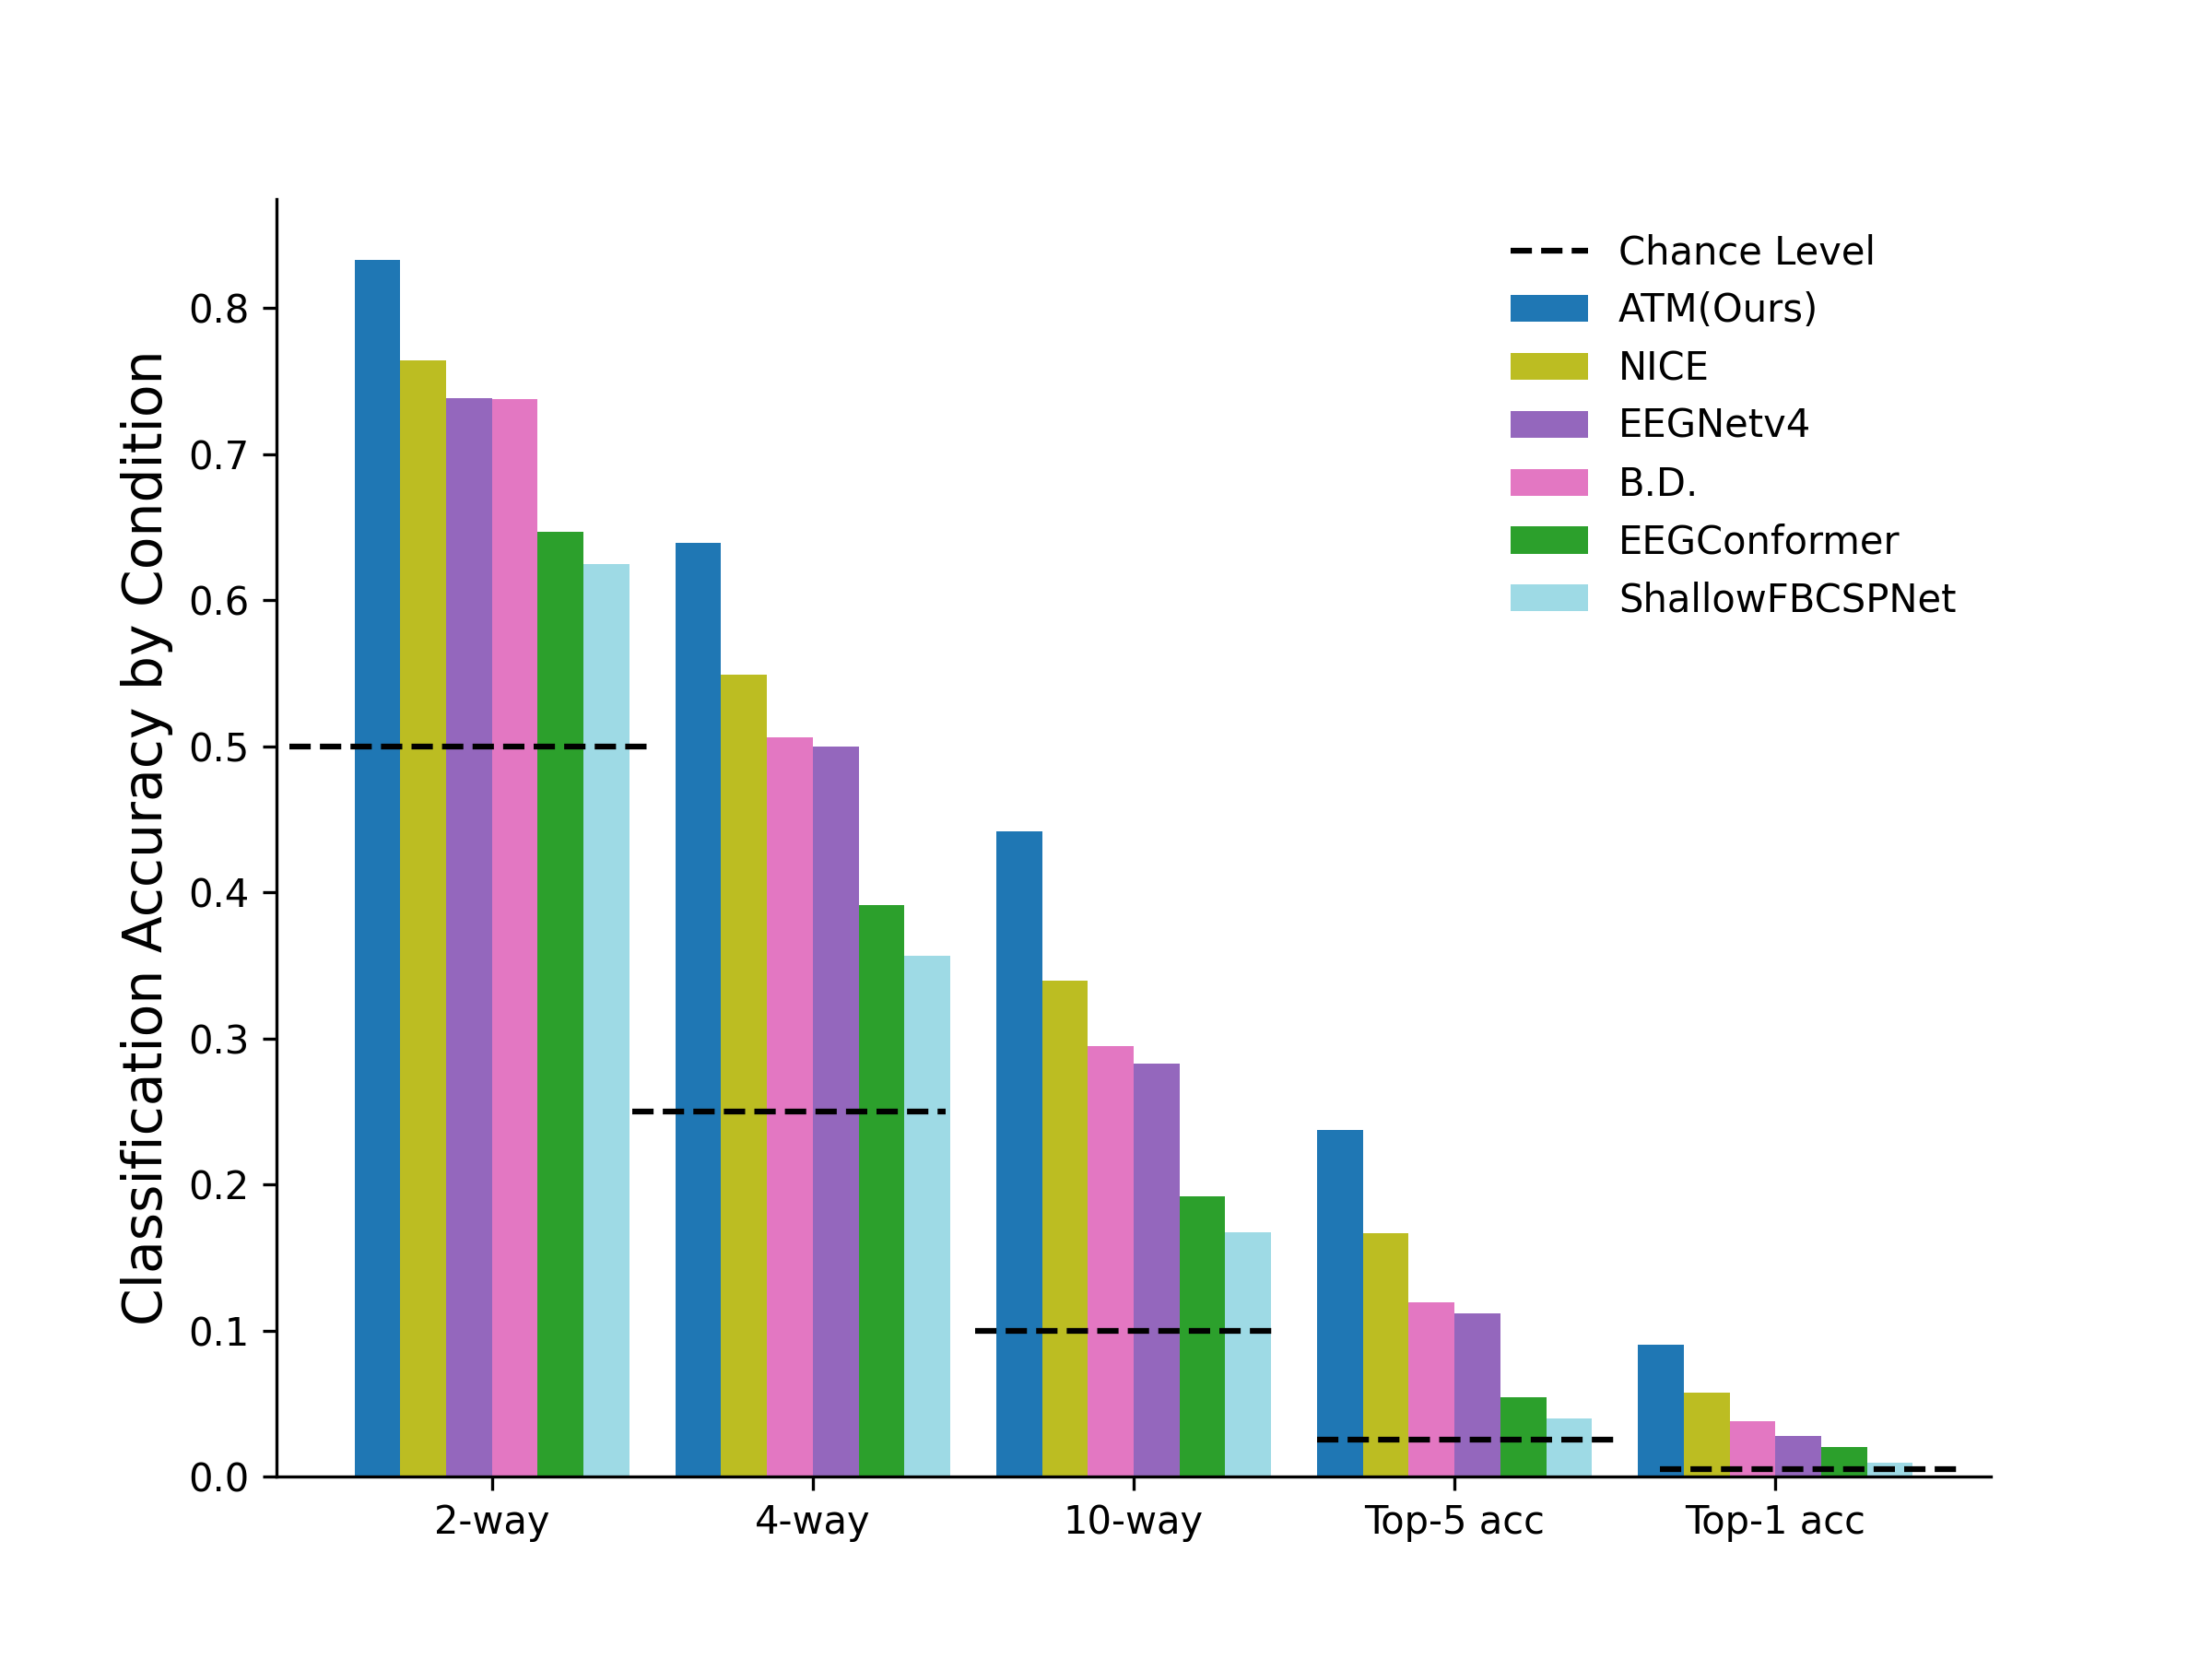 Classification Accuracy by Condition
0.8
0.7
0.6
0.5
0.4
0.3
0.2
0.1
0.0
2-way
4-way
10-way
Top-5 acc
Top-1 acc
Chance Level
ATM(Ours)
NICE
EEGNetv4
B.D.
EEGConformer
ShallowFBCSPNet